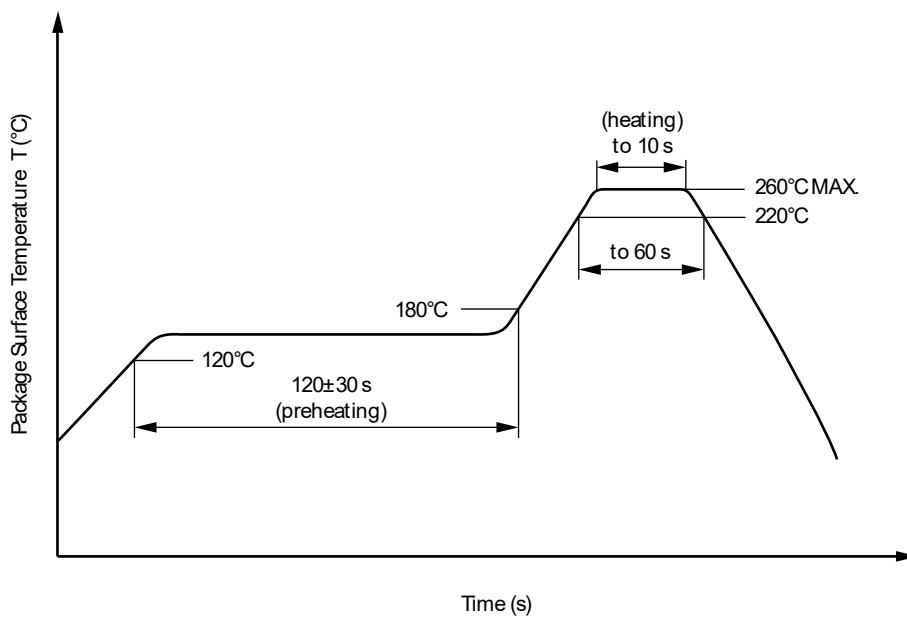 Package Surface Temperature T (°C)
(heating)
to 10 s
260°C MAX.
220°C
to 60 s
180°C
120°C
120±30 s
(preheating)
Time (s)